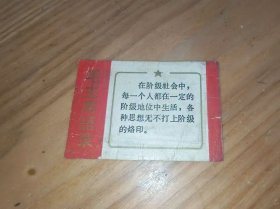 在阶级社会中，
每一个人都在一定的
阶级地位中生活，各
种思想无不打上阶级
的烙印。